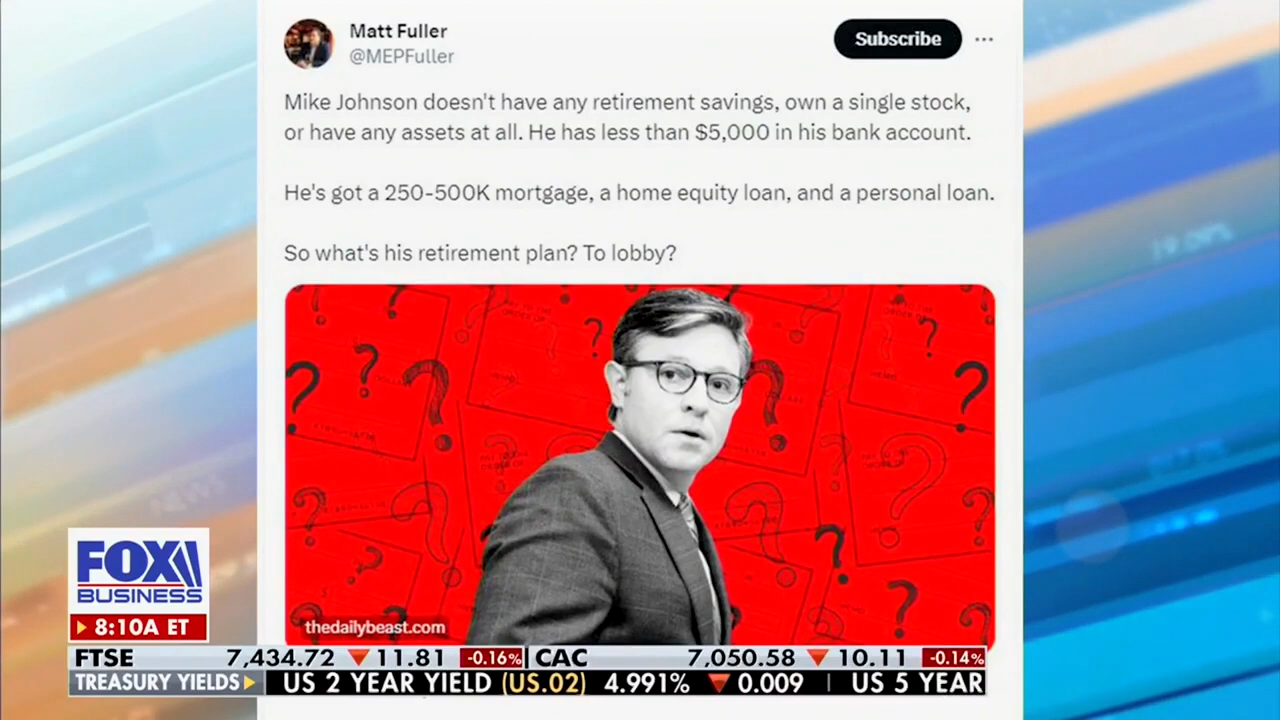 Matt Fuller
@MEPFuller
Subscribe
Mike Johnson doesn't have any retirement savings, own a single stock,
or have any assets at all. He has less than $5,000 in his bank account.
He's got a 250-500K mortgage, a home equity loan, and a personal loan.
So what's his retirement plan? To lobby?
thedailybeast.com
FOX
BUSINESS
8:10A ET
FTSE 7,434.72 11.81 -0.16% CAC 7,050.58 10.11 -0.14%
TREASURY YIELDS US 2 YEAR YIELD (US.02) 4.991% 0.009 US 5 YEAR